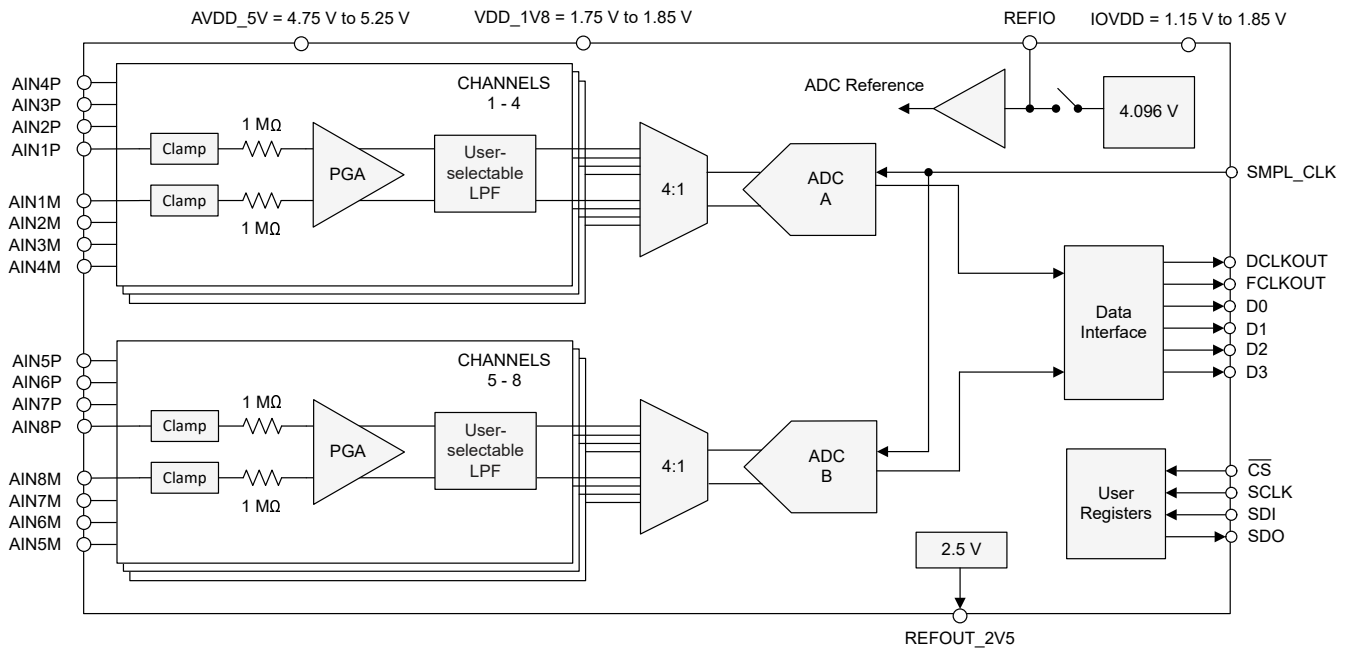 AVDD_5V = 4.75 V to 5.25 V
VDD_1V8 = 1.75 V to 1.85 V
REFIO
IOVDD = 1.15 V to 1.85 V
AIN4P
AIN3P
AIN2P
AIN1P
AIN1M
AIN2M
AIN3M
AIN4M
CHANNELS
1 - 4
Clamp
1 MΩ
Clamp
1 MΩ
PGA
User-
selectable
LPF
4:1
ADC
A
ADC Reference
4.096 V
SMPL_CLK
Data
Interface
DCLKOUT
FCLKOUT
D0
D1
D2
D3
AIN5P
AIN6P
AIN7P
AIN8P
AIN8M
AIN7M
AIN6M
AIN5M
CHANNELS
5 - 8
Clamp
1 MΩ
Clamp
1 MΩ
PGA
User-
selectable
LPF
4:1
ADC
B
User
Registers
CS
SCLK
SDI
SDO
2.5 V
REFOUT_2V5